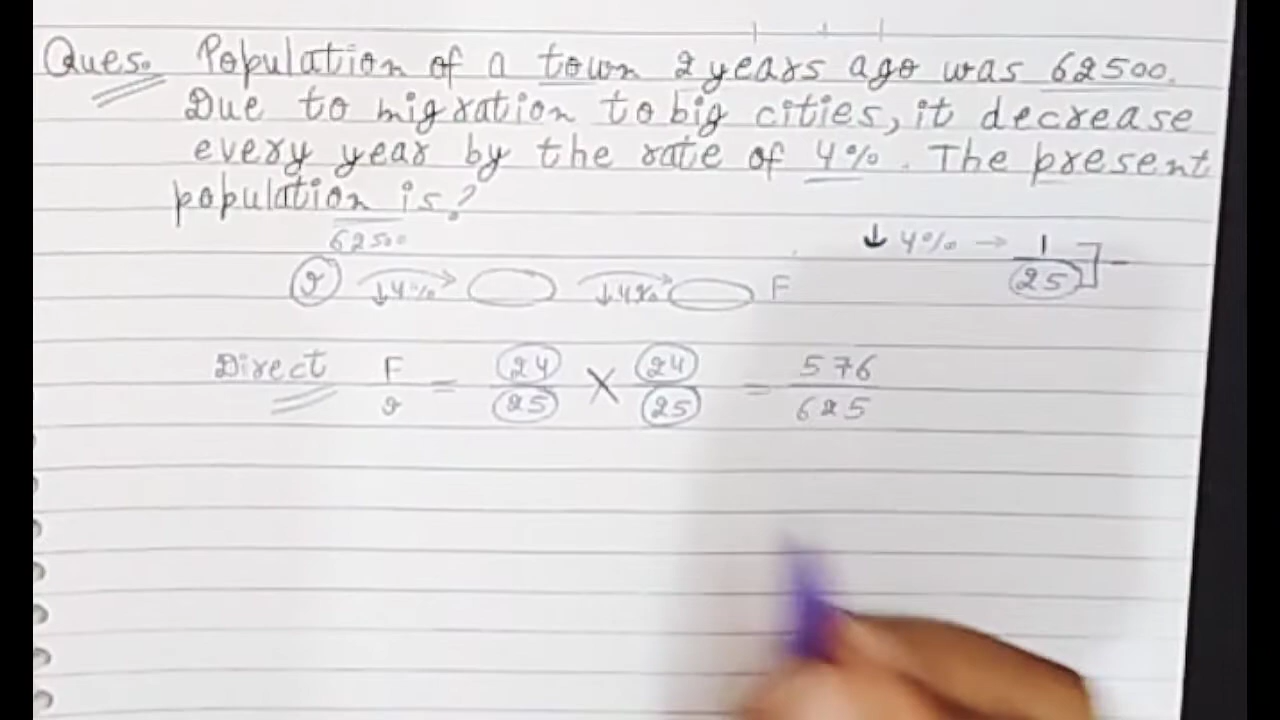 Ques. Population of a town 2 years ago was 62500.
Due to migration to big cities, it decrease
every year by the rate of 4%. The present
population is?
62500
↓ 4% → 1
25
↓4% ↓4% F
Direct F = 24 × 24 = 576
25 25 625